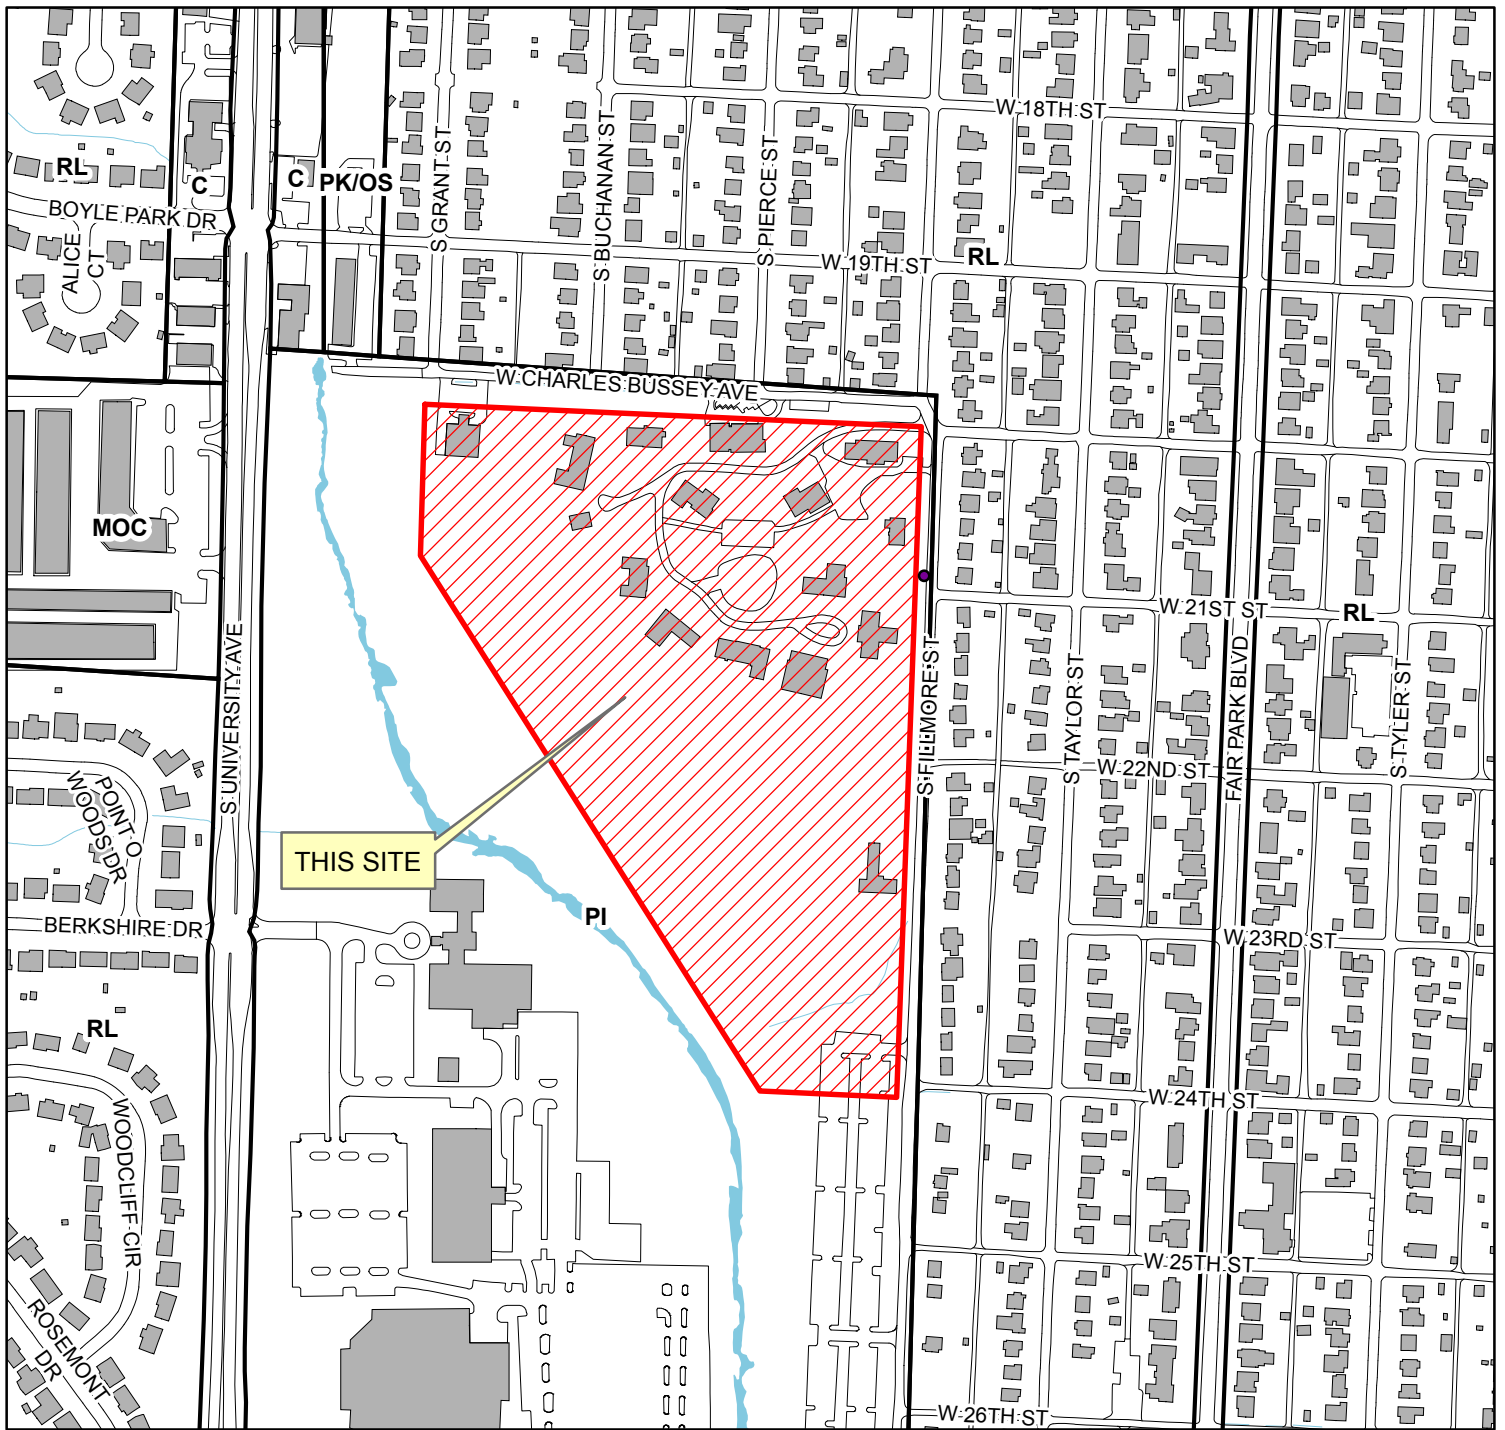 W 18TH ST
RL
C
C
PK/OS
S GRANT ST
S BUCHANAN ST
S PIERCE ST
BOYLE PARK DR
ALICE
CT
W 19TH ST
RL
W CHARLES BUSSEY AVE
MOC
W 21ST ST
RL
S UNIVERSITY AVE
S FILLMORE ST
S TAYLOR ST
FAIR PARK BLVD
S TYLER ST
W 22ND ST
POINT O
WOODS DR
THIS SITE
PI
BERKSHIRE DR
W 23RD ST
RL
W 24TH ST
WOODCLIFF CIR
W 25TH ST
ROSEMONT
DR
W 26TH ST